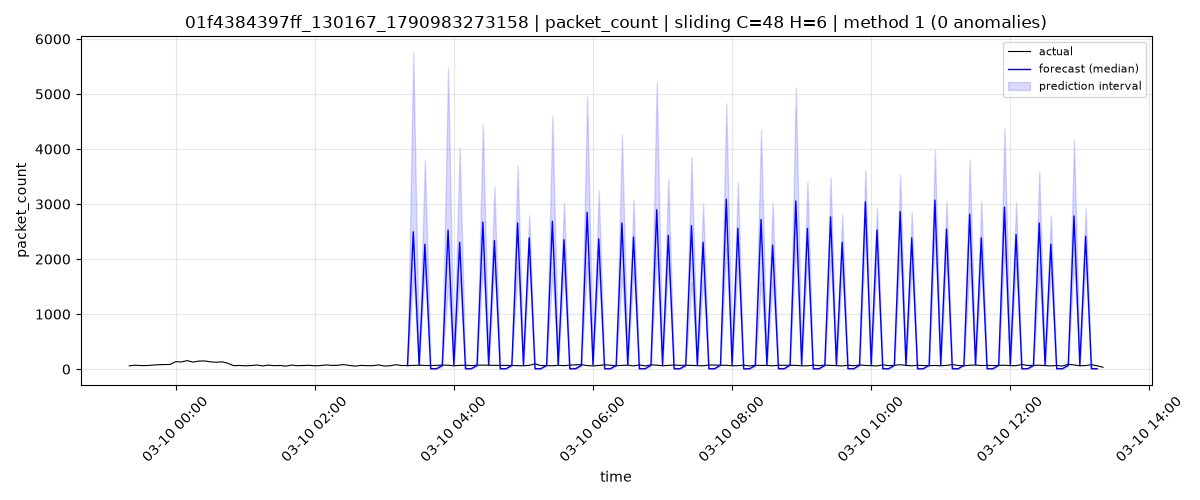 01f4384397ff_130167_1790983273158 | packet_count | sliding C=48 H=6 | method 1 (0 anomalies)
actual
forecast (median)
prediction interval
packet_count
6000
5000
4000
3000
2000
1000
0
03-10 00:00
03-10 02:00
03-10 04:00
03-10 06:00
03-10 08:00
03-10 10:00
03-10 12:00
03-10 14:00
time